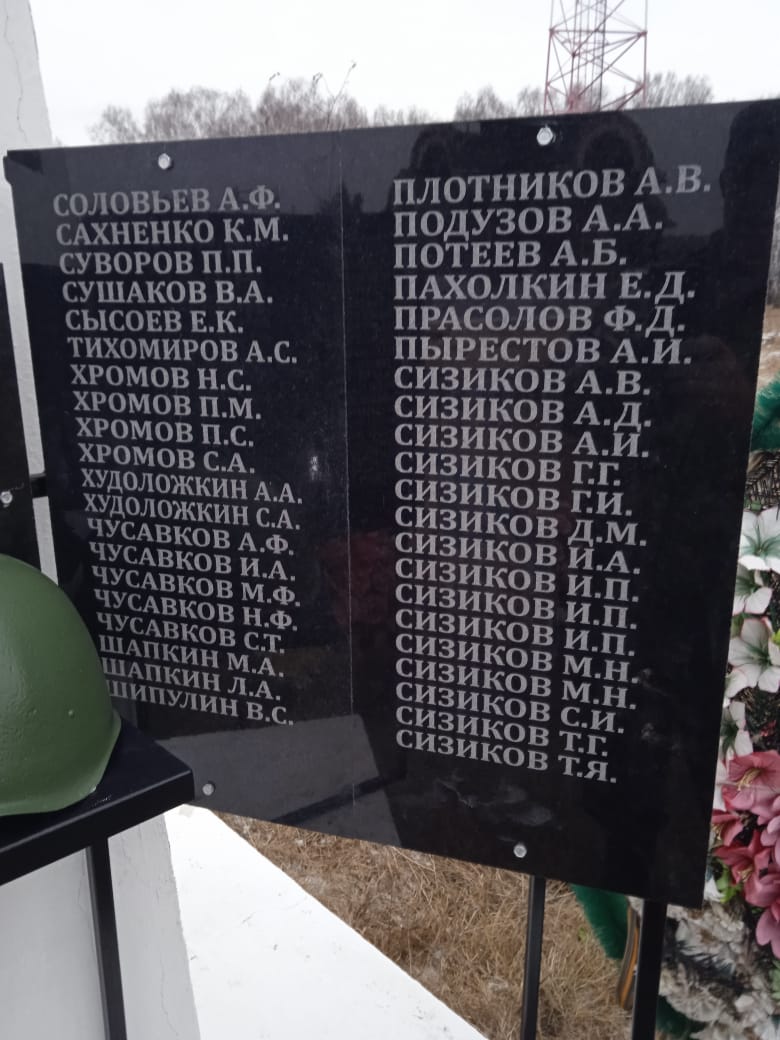 СОЛОВЬЕВ А.Ф.
САХНЕНКО К.М.
СУВОРОВ П.П.
СУШАКОВ В.А.
СЫСОЕВ Е.К.
ТИХОМИРОВ А.С.
ХРОМОВ Н.С.
ХРОМОВ П.М.
ХРОМОВ П.С.
ХРОМОВ С.А.
ХУДОЛОЖКИН А.А.
ХУДОЛОЖКИН С.А.
ЧУСАВКОВ А.Ф.
ЧУСАВКОВ И.А.
ЧУСАВКОВ М.Ф.
ЧУСАВКОВ Н.Ф.
ЧУСАВКОВ С.Т.
ШАПКИН М.А.
ШАПКИН Л.А.
ШИПУЛИН В.С.
ПЛОТНИКОВ А.В.
ПОДУЗОВ А.А.
ПОТЕЕВ А.Б.
ПАХОЛКИН Е.Д.
ПРАСОЛОВ Ф.Д.
ПЫРЕСТОВ А.И.
СИЗИКОВ А.В.
СИЗИКОВ А.Д.
СИЗИКОВ А.И.
СИЗИКОВ Г.Г.
СИЗИКОВ Г.И.
СИЗИКОВ Д.М.
СИЗИКОВ И.А.
СИЗИКОВ И.П.
СИЗИКОВ И.П.
СИЗИКОВ И.П.
СИЗИКОВ М.Н.
СИЗИКОВ М.Н.
СИЗИКОВ С.И.
СИЗИКОВ Т.Г.
СИЗИКОВ Т.Я.